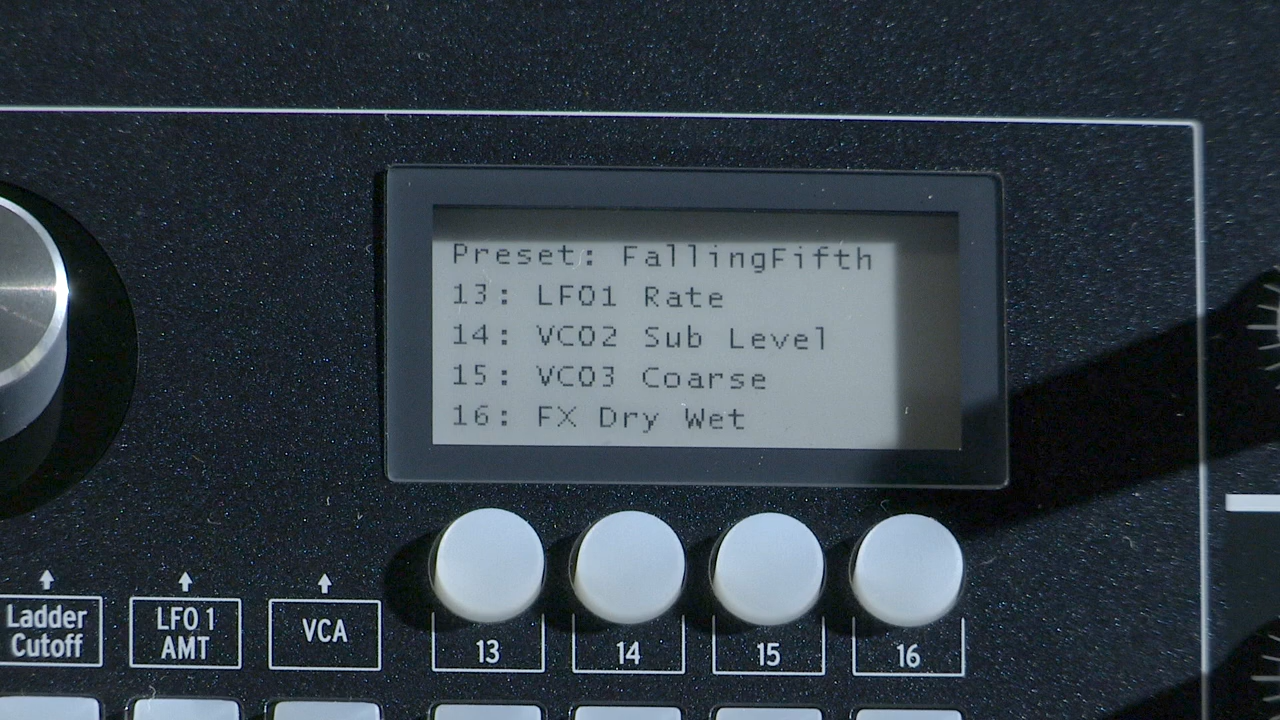 Preset: FallingFifth
13: LFO1 Rate
14: VCO2 Sub Level
15: VCO3 Coarse
16: FX Dry Wet
Ladder
Cutoff
LFO 1
AMT
VCA
13
14
15
16